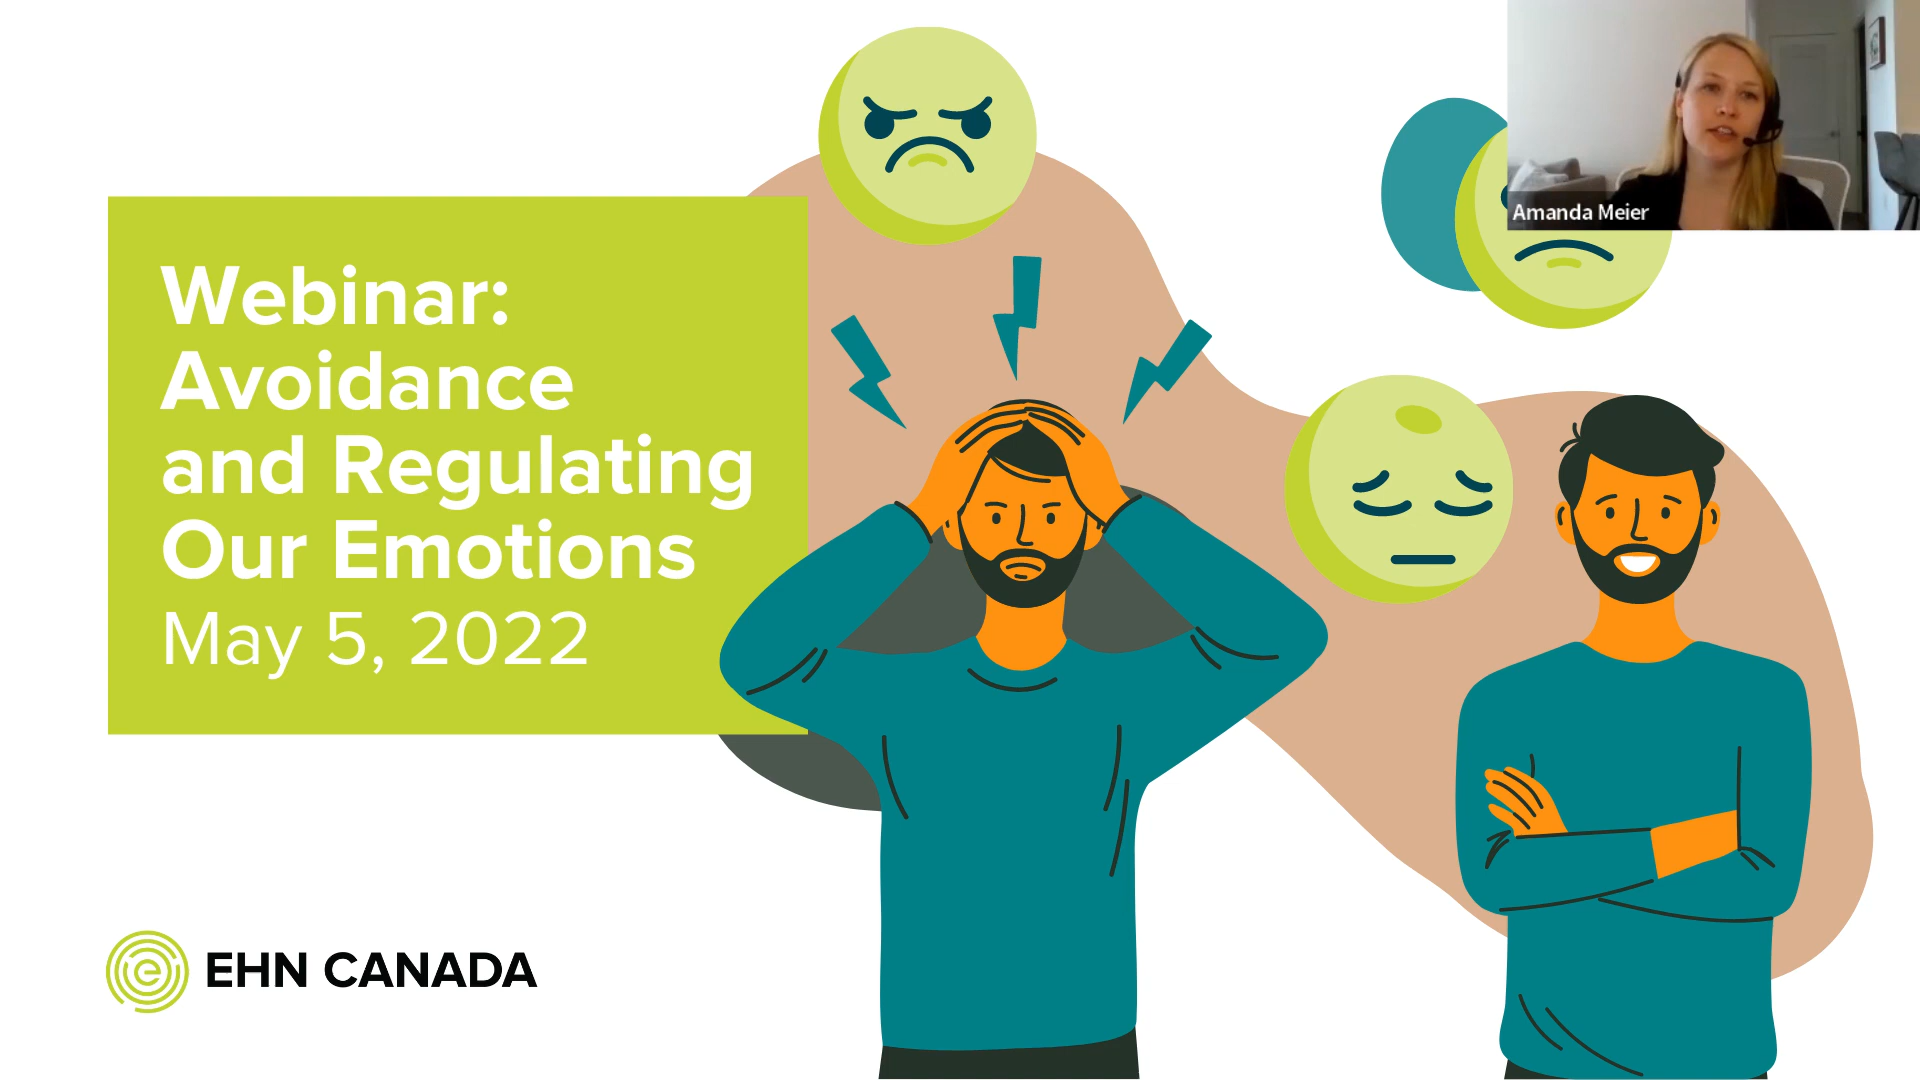 Webinar:
Avoidance
and Regulating
Our Emotions
May 5, 2022
EHN CANADA
Amanda Meier